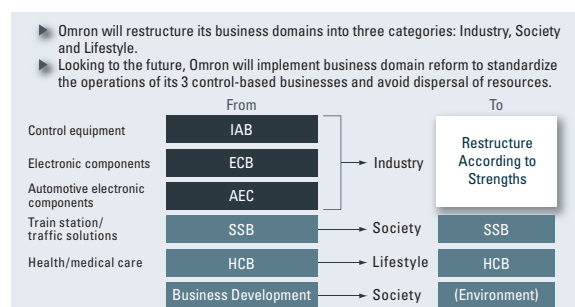 Omron will restructure its business domains into three categories: Industry, Society
and Lifestyle.
Looking to the future, Omron will implement business domain reform to standardize
the operations of its 3 control-based businesses and avoid dispersal of resources.
From
To
Control equipment
IAB
Electronic components
ECB
Automotive electronic
components
AEC
Industry
Restructure
According to
Strengths
Train station/
traffic solutions
SSB
Society
SSB
Health/medical care
HCB
Lifestyle
HCB
Business Development
Society
(Environment)